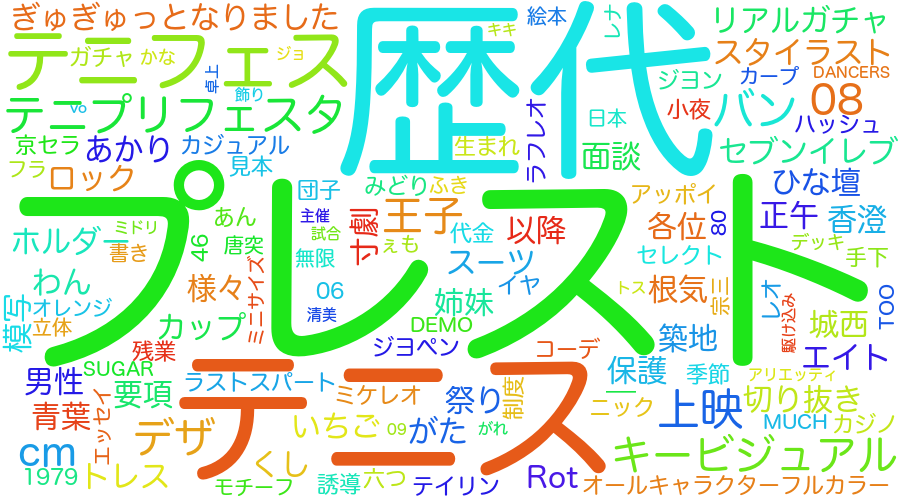 ぎゅぎゅっとなりました
歴代
絵本
キキ
レナ
リアルガチャ
テニフェス
ガチャ
かな
ジョ
スタイラスト
卓上
飾り
ジヨン
カープ
DANCERS
テニプリフェスタ
vo
ラフレオ
日本
小夜
バン
08
ハッシュ
京セラ
あかり
カジュアル
見本
生まれ
面談
セブンイレブ
フラ
ロック
団子
みどり
ふき
アッポイ
ひな壇
プレスト
ホルダー
ミドリ
あん
主催
試合
寸劇
王子
えも
代金
以降
各位
80
正午
香澄
書き
46
唐突
無限
スーツ
セレクト
デッキ
手下
わん
様々
ミニサイズ
06
清美
姉妹
イヤ
トス
根気
宗三
レオ
駆け込み
TOO
模写
オレンジ
立体
カップ
DEMO
築地
城西
残業
ジヨペン
コーデ
エイト
男性
SUGAR
要項
テニス
ラストスパート
ミケレオ
祭り
制度
保護
季節
アリエッティ
切り抜き
青葉
エッセイ
デザ
いちご
09
がた
がれ
ニック
上映
MUCH
カジノ
cm
1979
トレス
くし
モチーフ
誘導
六つ
テイリン
Rot
キービジュアル
オールキャラクターフルカラー